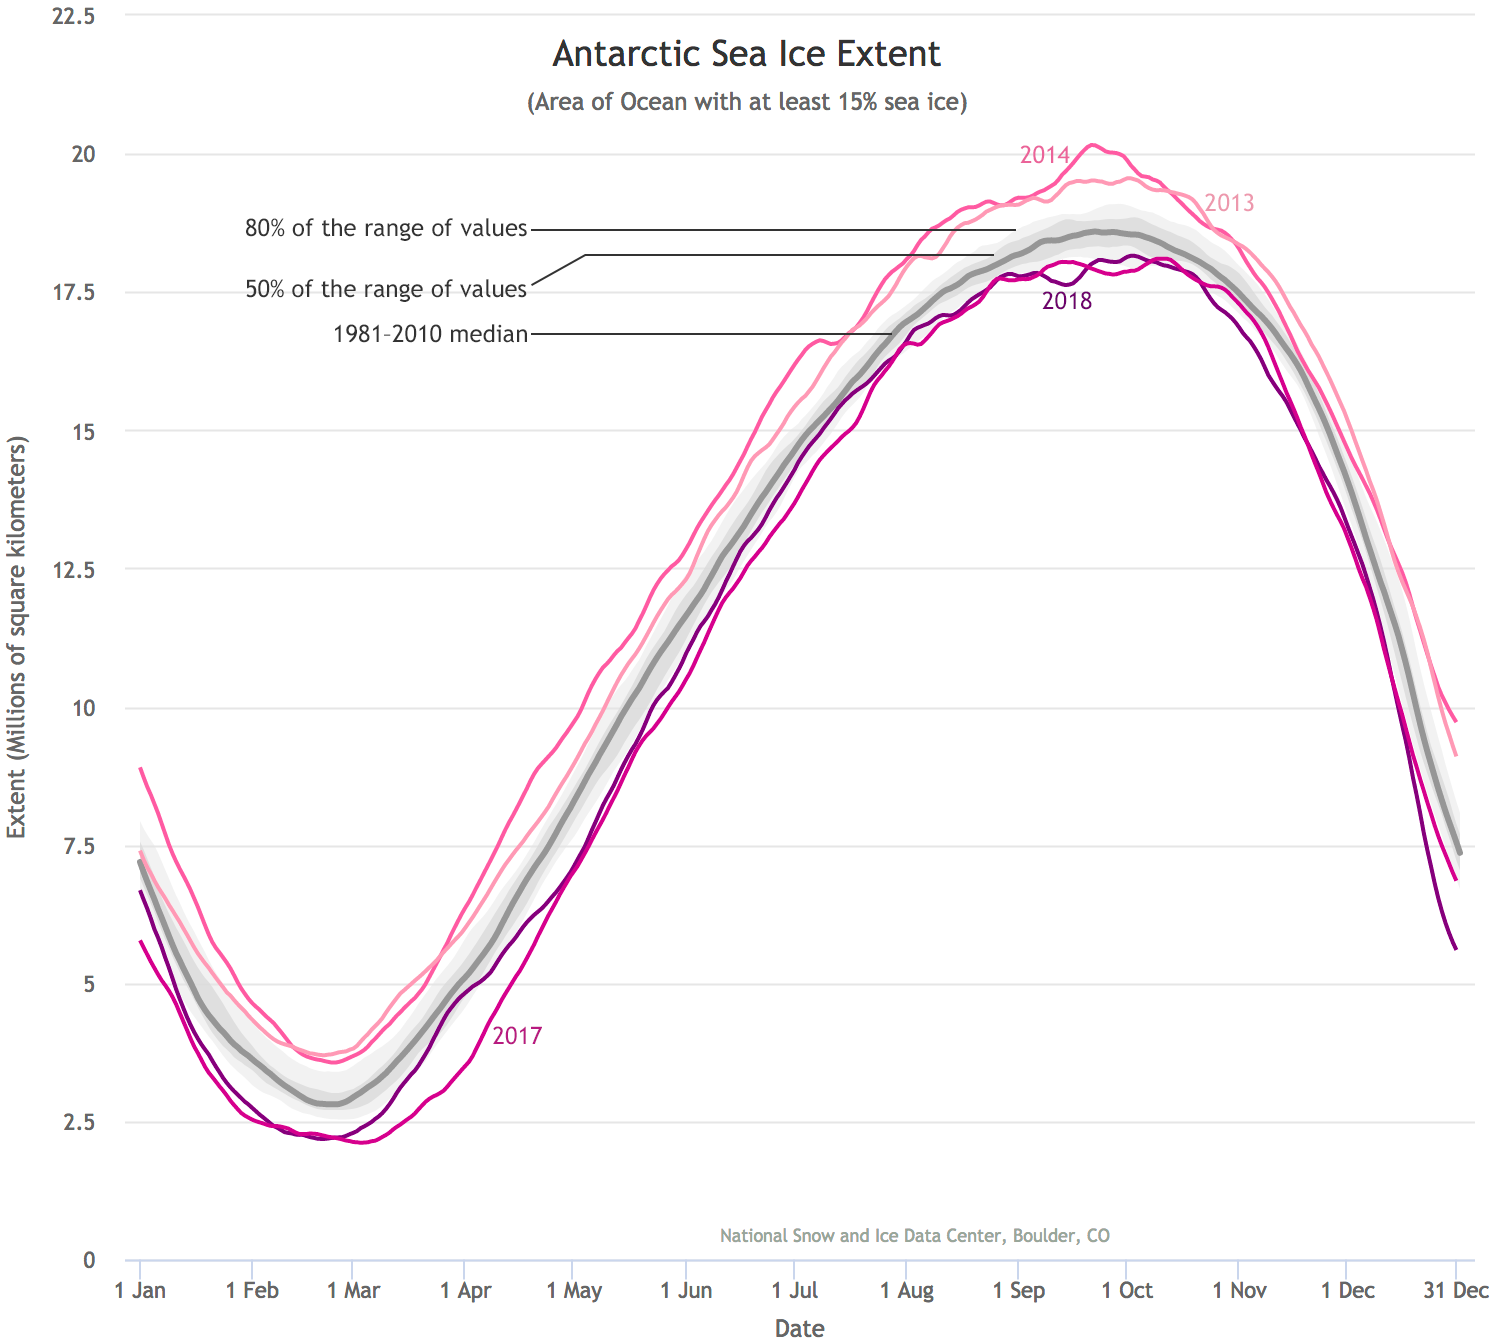 22.5
Antarctic Sea Ice Extent
(Area of Ocean with at least 15% sea ice)
20
2014
2013
80% of the range of values
50% of the range of values
17.5
2018
1981–2010 median
15
Extent (Millions of square kilometers)
12.5
10
7.5
5
2017
2.5
National Snow and Ice Data Center, Boulder, CO
0
1 Jan 1 Feb 1 Mar 1 Apr 1 May 1 Jun 1 Jul 1 Aug 1 Sep 1 Oct 1 Nov 1 Dec 31 Dec
Date